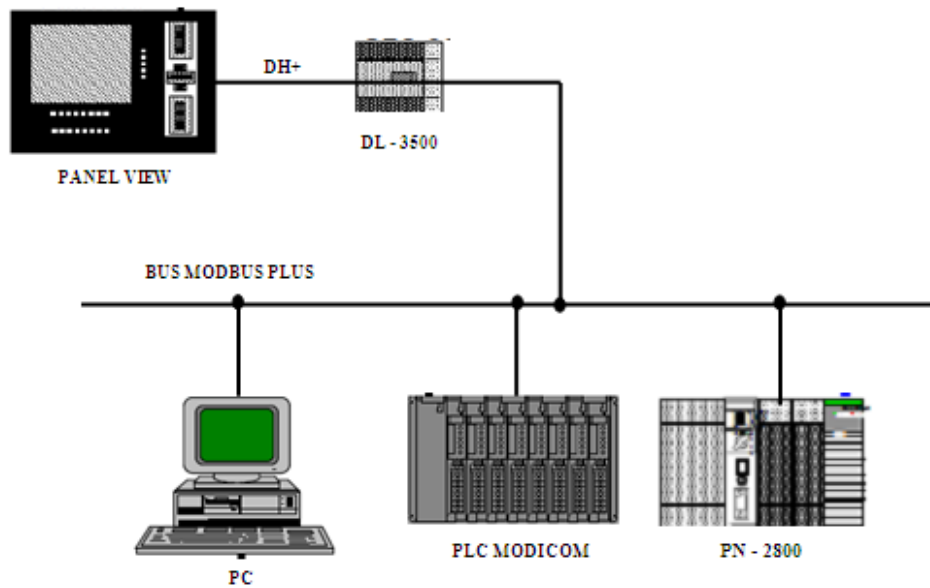 DH+
DL - 3500
PANEL VIEW
BUS MODBUS PLUS
PLC MODICOM
PN - 2800
PC